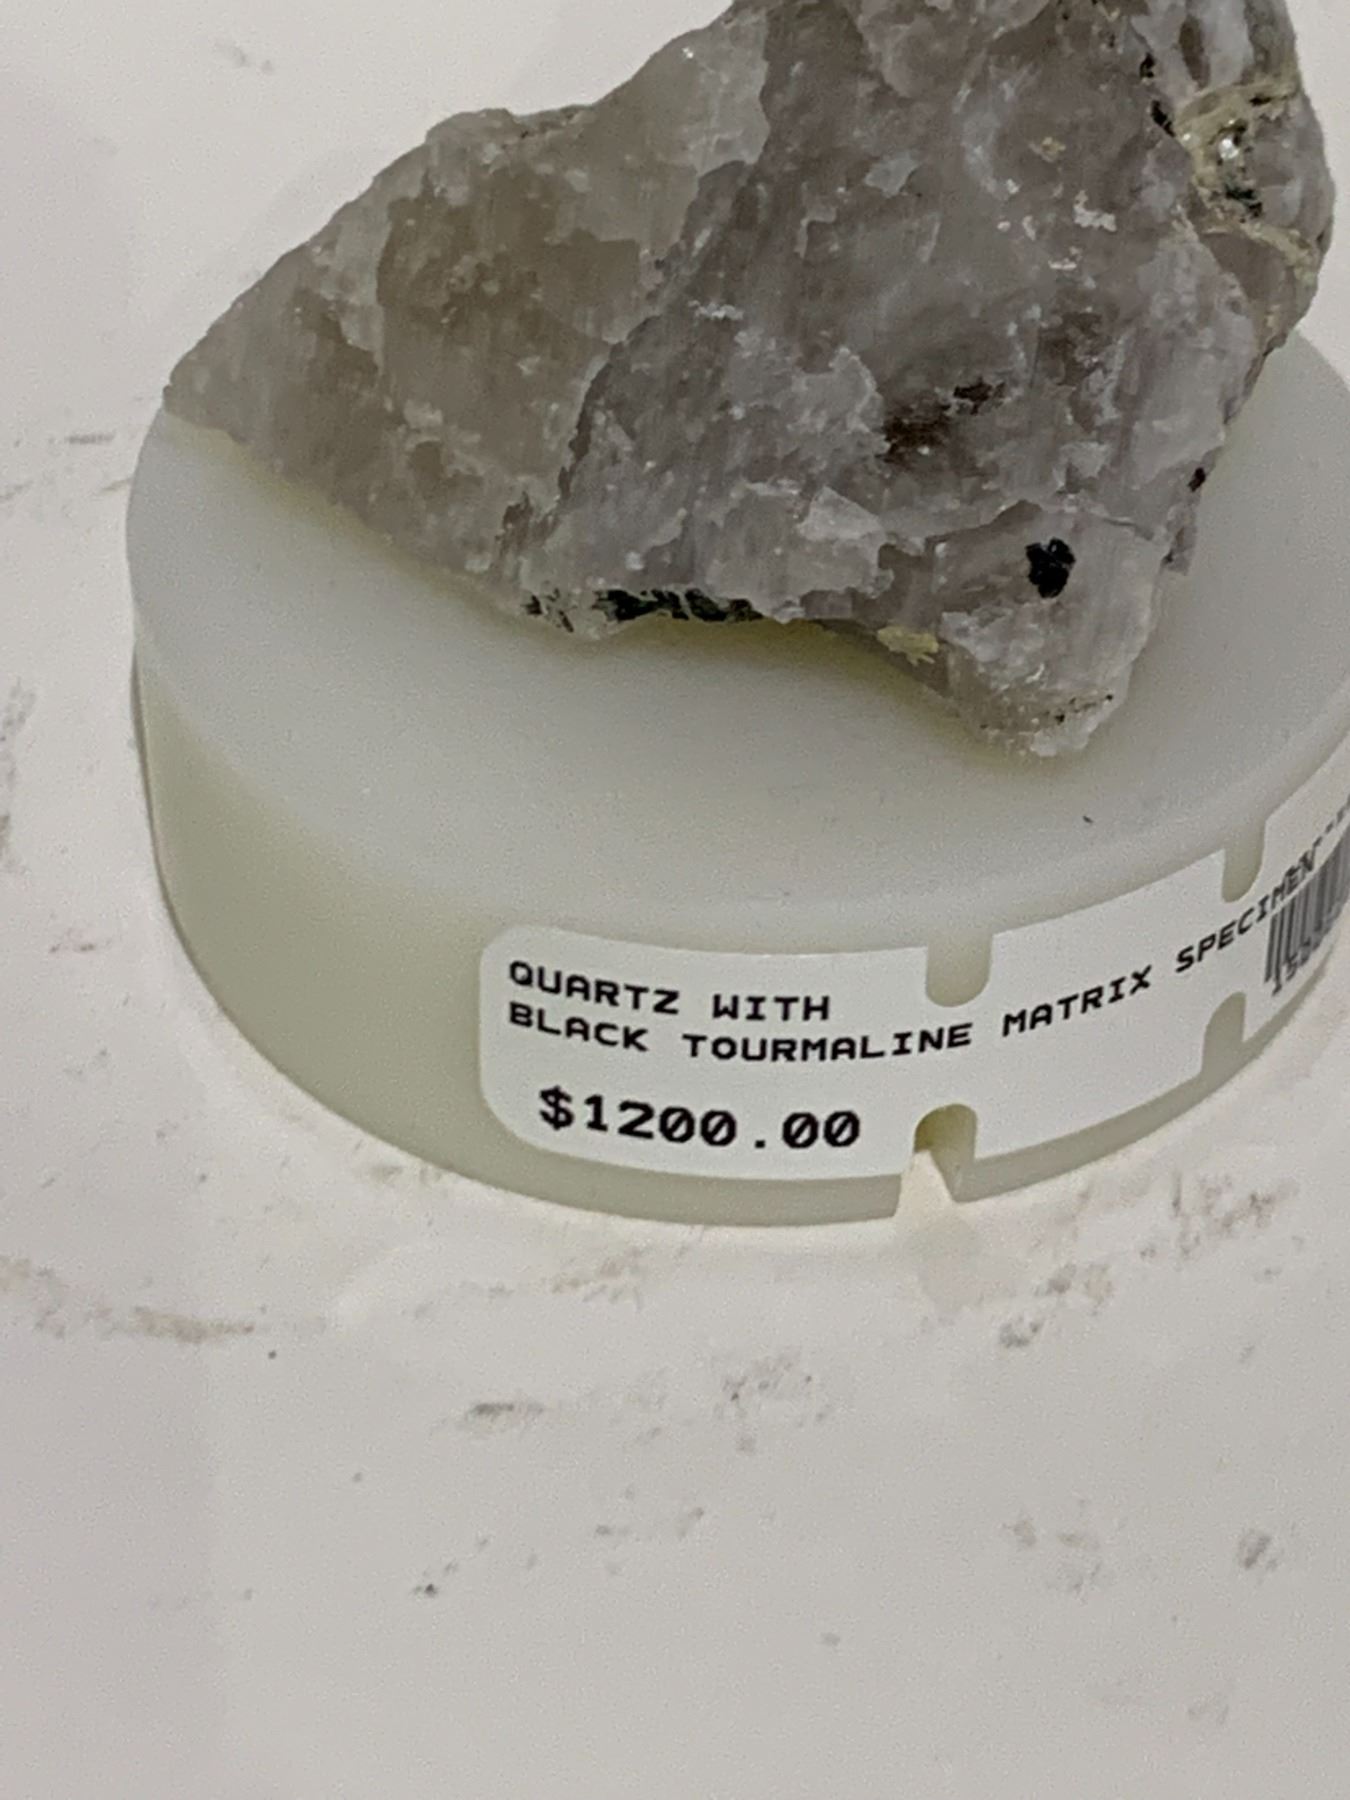 QUARTZ WITH
BLACK TOURMALINE MATRIX SPECIMEN
$1200.00